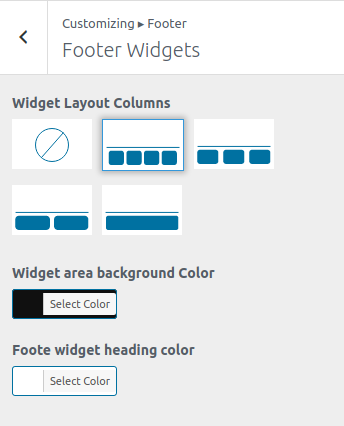 Customizing ▸ Footer
Footer Widgets
Widget Layout Columns
Widget area background Color
Select Color
Foote widget heading color
Select Color